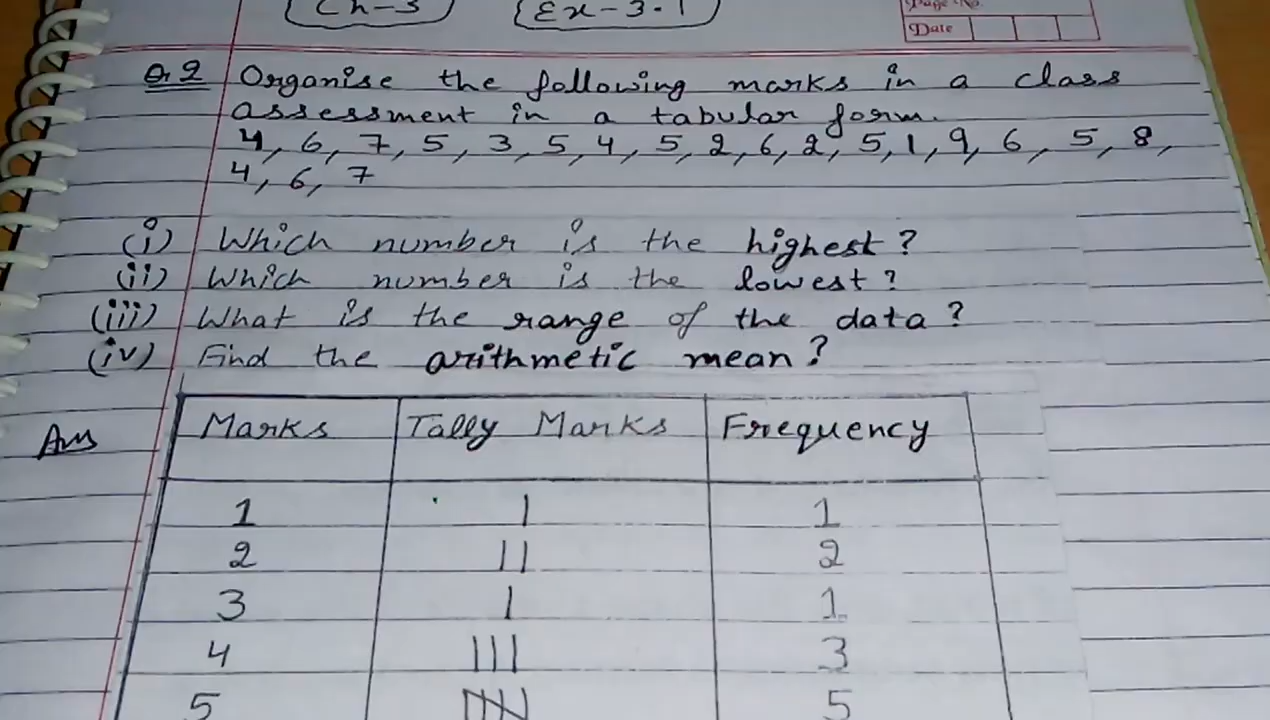 Ch-3 Ex-3.1 Page No.
Date
Q.2 Organise the following marks in a class
assessment in a tabular form.
4, 6, 7, 5, 3, 5, 4, 5, 2, 6, 2, 5, 1, 9, 6, 5, 8,
4, 6, 7
(i) Which number is the highest?
(ii) Which number is the lowest?
(iii) What is the range of the data?
(iv) Find the arithmetic mean?
Ans Marks Tally Marks Frequency
1 | 1
2 || 2
3 | 1
4 ||| 3
5 |||| 5